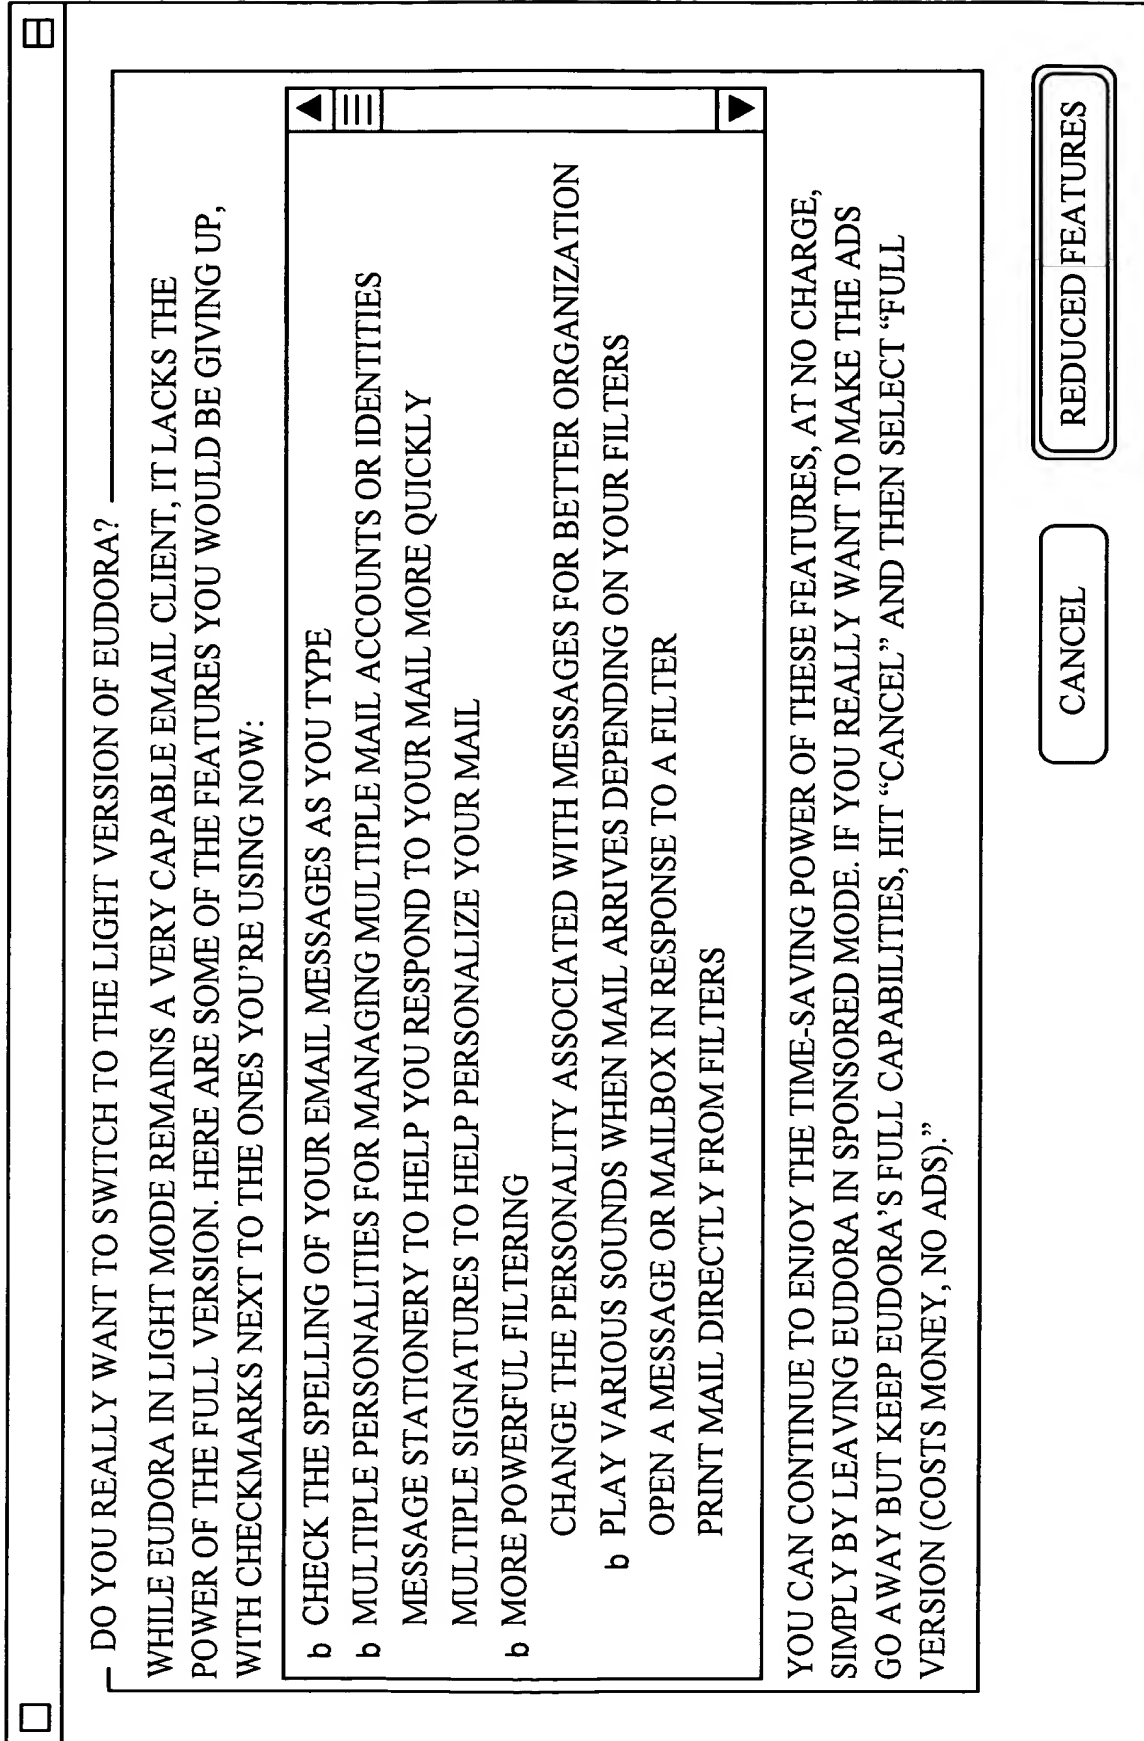 DO YOU REALLY WANT TO SWITCH TO THE LIGHT VERSION OF EUDORA?
WHILE EUDORA IN LIGHT MODE REMAINS A VERY CAPABLE EMAIL CLIENT, IT LACKS THE
POWER OF THE FULL VERSION. HERE ARE SOME OF THE FEATURES YOU WOULD BE GIVING UP,
WITH CHECKMARKS NEXT TO THE ONES YOU'RE USING NOW:
b CHECK THE SPELLING OF YOUR EMAIL MESSAGES AS YOU TYPE
b MULTIPLE PERSONALITIES FOR MANAGING MULTIPLE MAIL ACCOUNTS OR IDENTITIES
MESSAGE STATIONERY TO HELP YOU RESPOND TO YOUR MAIL MORE QUICKLY
MULTIPLE SIGNATURES TO HELP PERSONALIZE YOUR MAIL
b MORE POWERFUL FILTERING
CHANGE THE PERSONALITY ASSOCIATED WITH MESSAGES FOR BETTER ORGANIZATION
b PLAY VARIOUS SOUNDS WHEN MAIL ARRIVES DEPENDING ON YOUR FILTERS
OPEN A MESSAGE OR MAILBOX IN RESPONSE TO A FILTER
PRINT MAIL DIRECTLY FROM FILTERS
YOU CAN CONTINUE TO ENJOY THE TIME-SAVING POWER OF THESE FEATURES, AT NO CHARGE,
SIMPLY BY LEAVING EUDORA IN SPONSORED MODE. IF YOU REALLY WANT TO MAKE THE ADS
GO AWAY BUT KEEP EUDORA'S FULL CAPABILITIES, HIT “CANCEL” AND THEN SELECT “FULL
VERSION (COSTS MONEY, NO ADS).”
CANCEL
REDUCED FEATURES